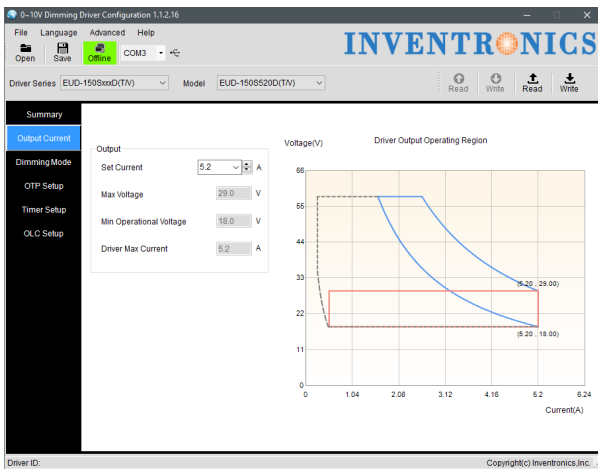 0~10V Dimming Driver Configuration 1.1.2.16
File Language Advanced Help
Open Save Offline COM3
INVENTRONICS
Driver Series EUD-150SxxxD(T/V) Model EUD-150S520D(T/V)
Read Write Read Write
Summary
Output Current
Dimming Mode
OTP Setup
Timer Setup
OLC Setup
Output
Set Current 5.2 A
Max Voltage 29.0 V
Min Operational Voltage 18.0 V
Driver Max Current 5.2 A
Voltage(V) Driver Output Operating Region
66
55
44
33
(5.20 , 29.00)
22
(5.20 , 18.00)
11
0
0 1.04 2.08 3.12 4.16 5.2 6.24
Current(A)
Driver ID: Copyright(c) Inventronics,Inc.